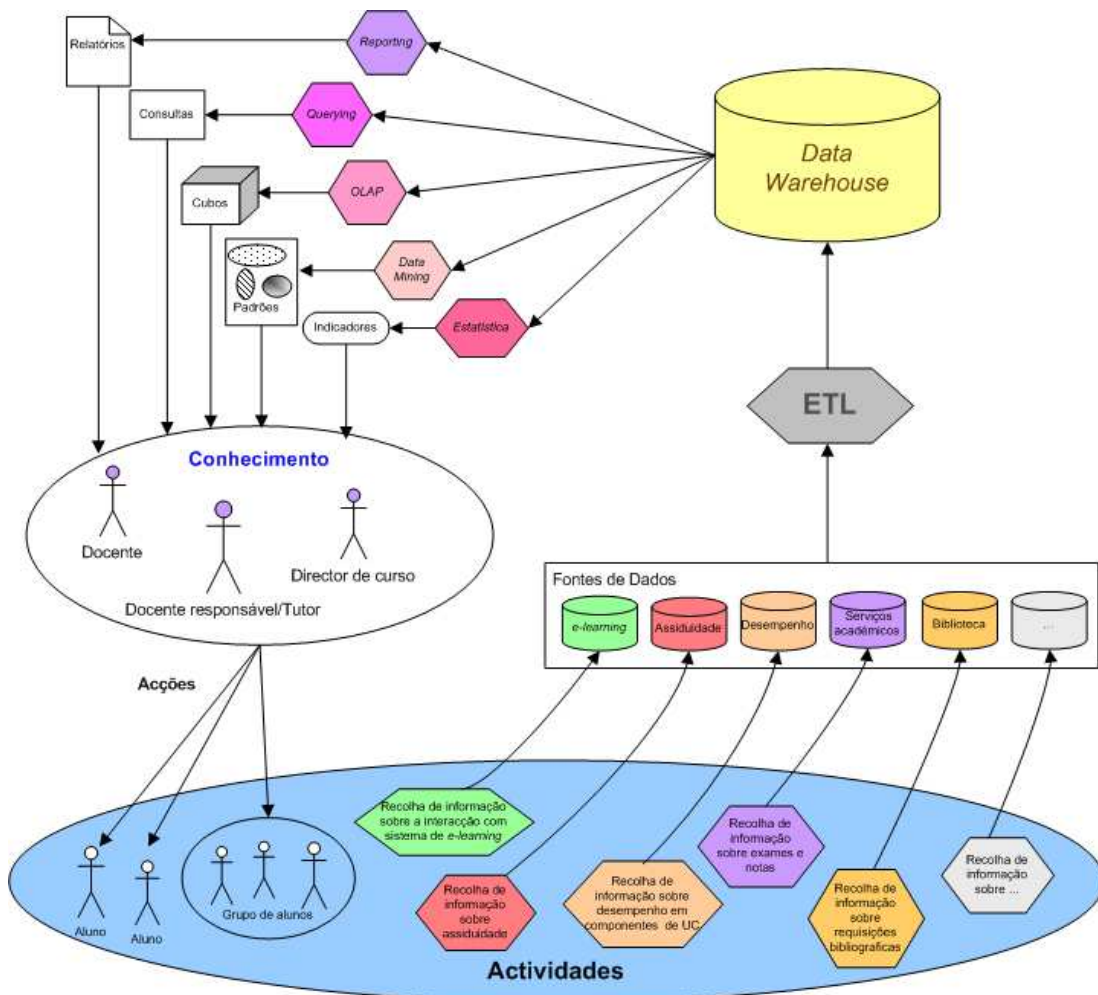 Relatórios
Reporting
Consultas
Querying
Data
Warehouse
Cubos
OLAP
Data
Mining
Padrões
Indicadores
Estatística
ETL
Conhecimento
Docente
Director de curso
Docente responsável/Tutor
Fontes de Dados
e-learning
Assiduidade
Desempenho
Serviços
académicos
Biblioteca
...
Acções
Recolha de informação
sobre a interacção com
sistema de e-learning
Recolha de
informação
sobre exames e
notas
Recolha de
informação
sobre ...
Recolha de
informação
sobre
assiduidade
Recolha de
informação sobre
desempenho em
componentes de UC
Recolha de
informação
sobre
requisições
bibliograficas
Grupo de alunos
Aluno
Aluno
Actividades